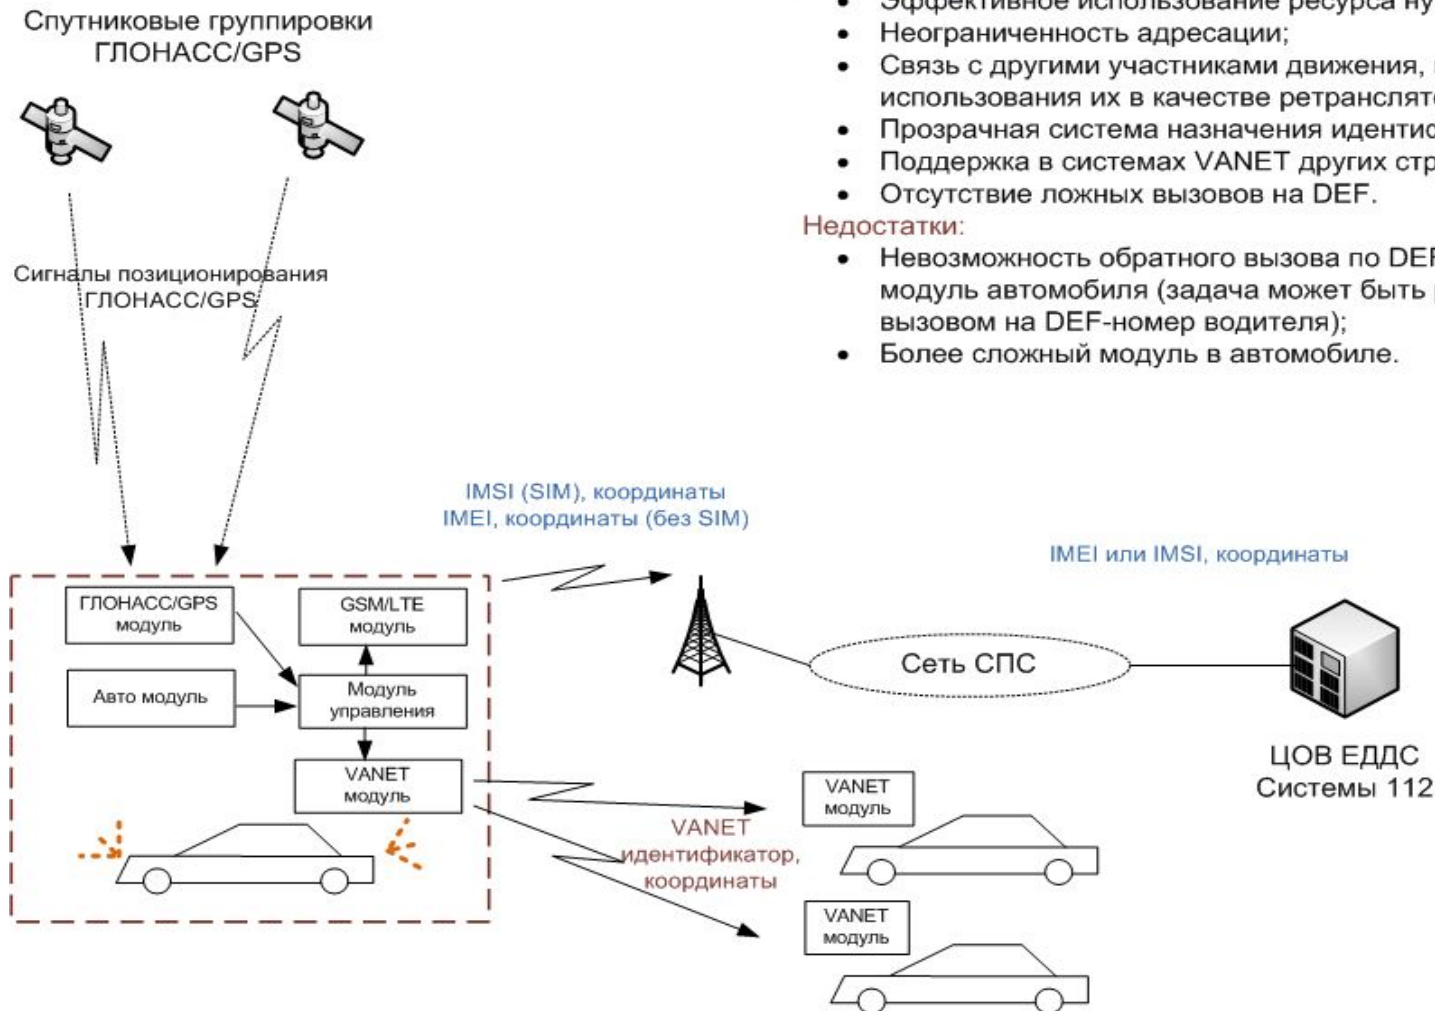 Спутниковые группировки
ГЛОНАСС/GPS
Эффективное использование ресурса
Неограниченность адресации;
Связь с другими участниками движения,
использования их в качестве
Прозрачная система назначения
Поддержка в системах VANET других
Отсутствие ложных вызовов на DEF.
Недостатки:
Невозможность обратного вызова по
модуль автомобиля (задача может быть
вызовом на DEF-номер водителя);
Более сложный модуль в автомобиле.
Сигналы позиционирования
ГЛОНАСС/GPS
IMSI (SIM), координаты
IMEI, координаты (без SIM)
IMEI или IMSI, координаты
ГЛОНАСС/GPS
модуль
GSM/LTE
модуль
Авто модуль
Модуль
управления
VANET
модуль
Сеть СПС
ЦОВ ЕДДС
Системы 112
VANET
идентификатор,
координаты
VANET
модуль
VANET
модуль